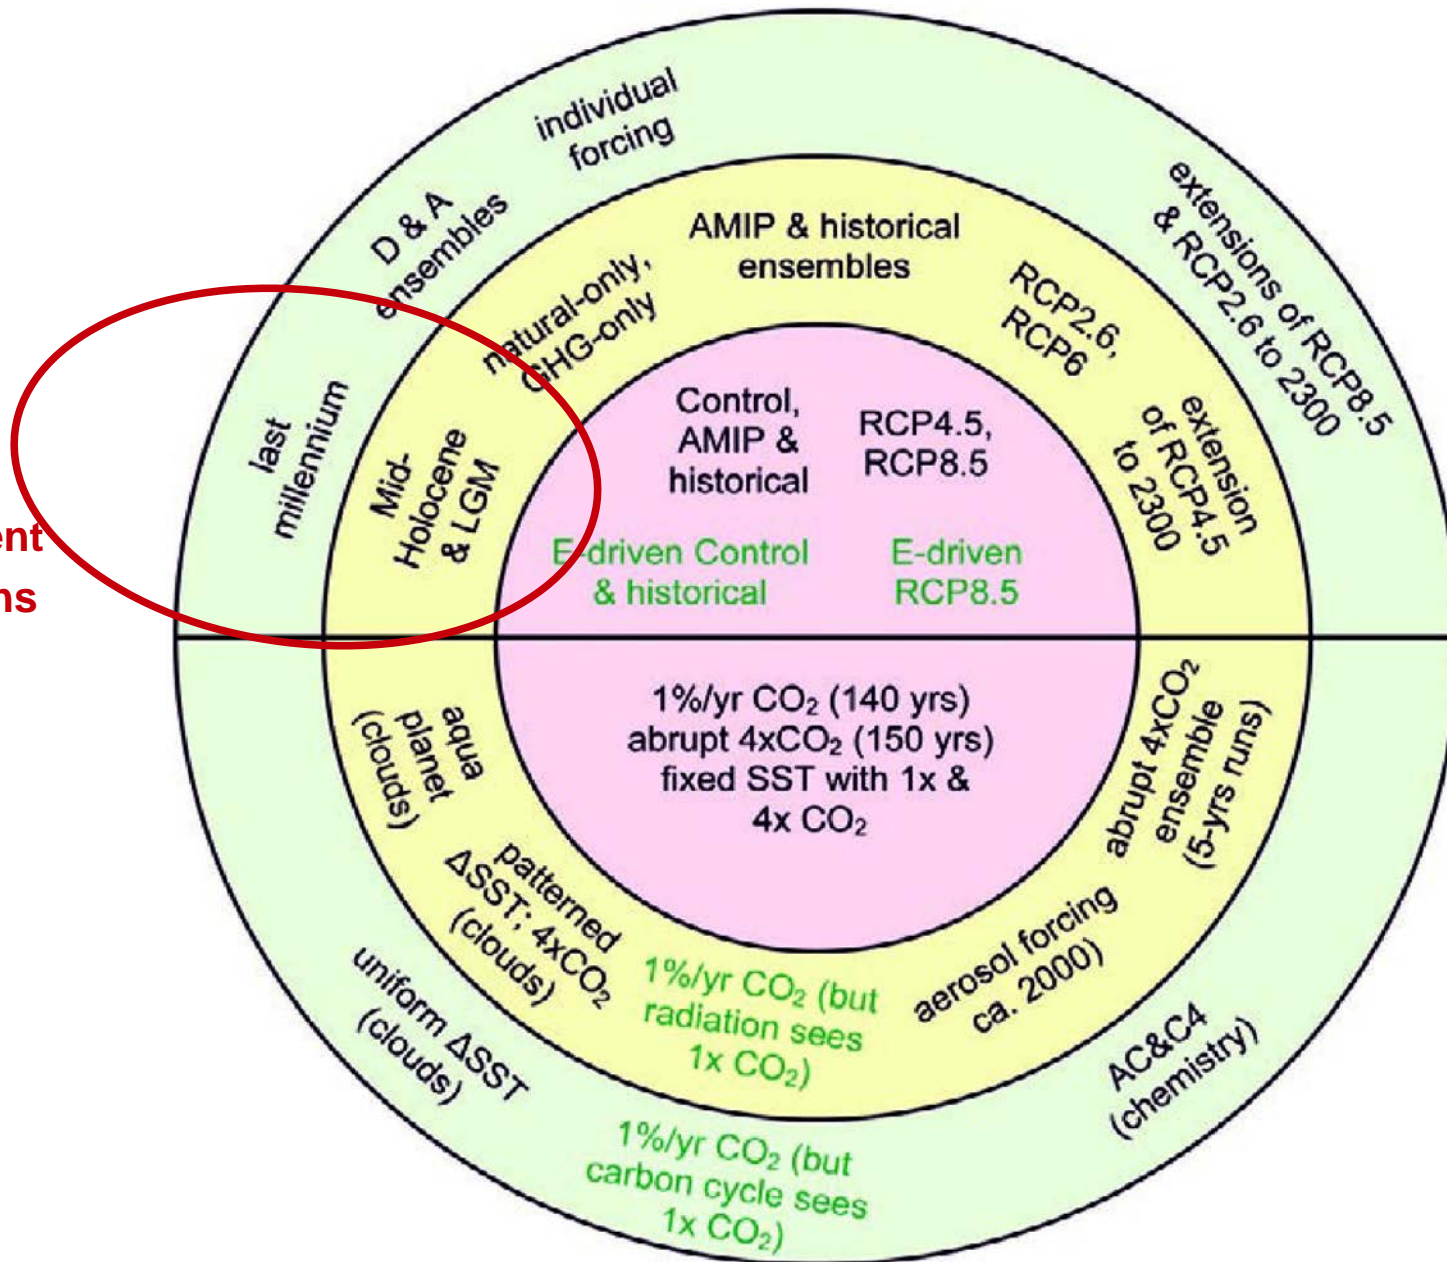 individual
forcing
D & A
ensembles
last
millennium
extensions of RCP8.5
& RCP2.6 to 2300
AMIP & historical
ensembles
natural-only,
GHG-only
Mid-
Holocene
& LGM
RCP2.6,
RCP6
extension
of RCP4.5
to 2300
Control,
AMIP &
historical
RCP4.5,
RCP8.5
E-driven Control
& historical
E-driven
RCP8.5
1%/yr CO₂ (140 yrs)
abrupt 4xCO₂ (150 yrs)
fixed SST with 1x &
4x CO₂
aqua
planet
(clouds)
patterned
ΔSST; 4xCO₂
(clouds)
1%/yr CO₂ (but
radiation sees
1x CO₂)
aerosol forcing
ca. 2000)
abrupt 4xCO₂
ensemble
(5-yrs runs)
uniform ΔSST
(clouds)
1%/yr CO₂ (but
carbon cycle sees
1x CO₂)
AC&C4
(chemistry)